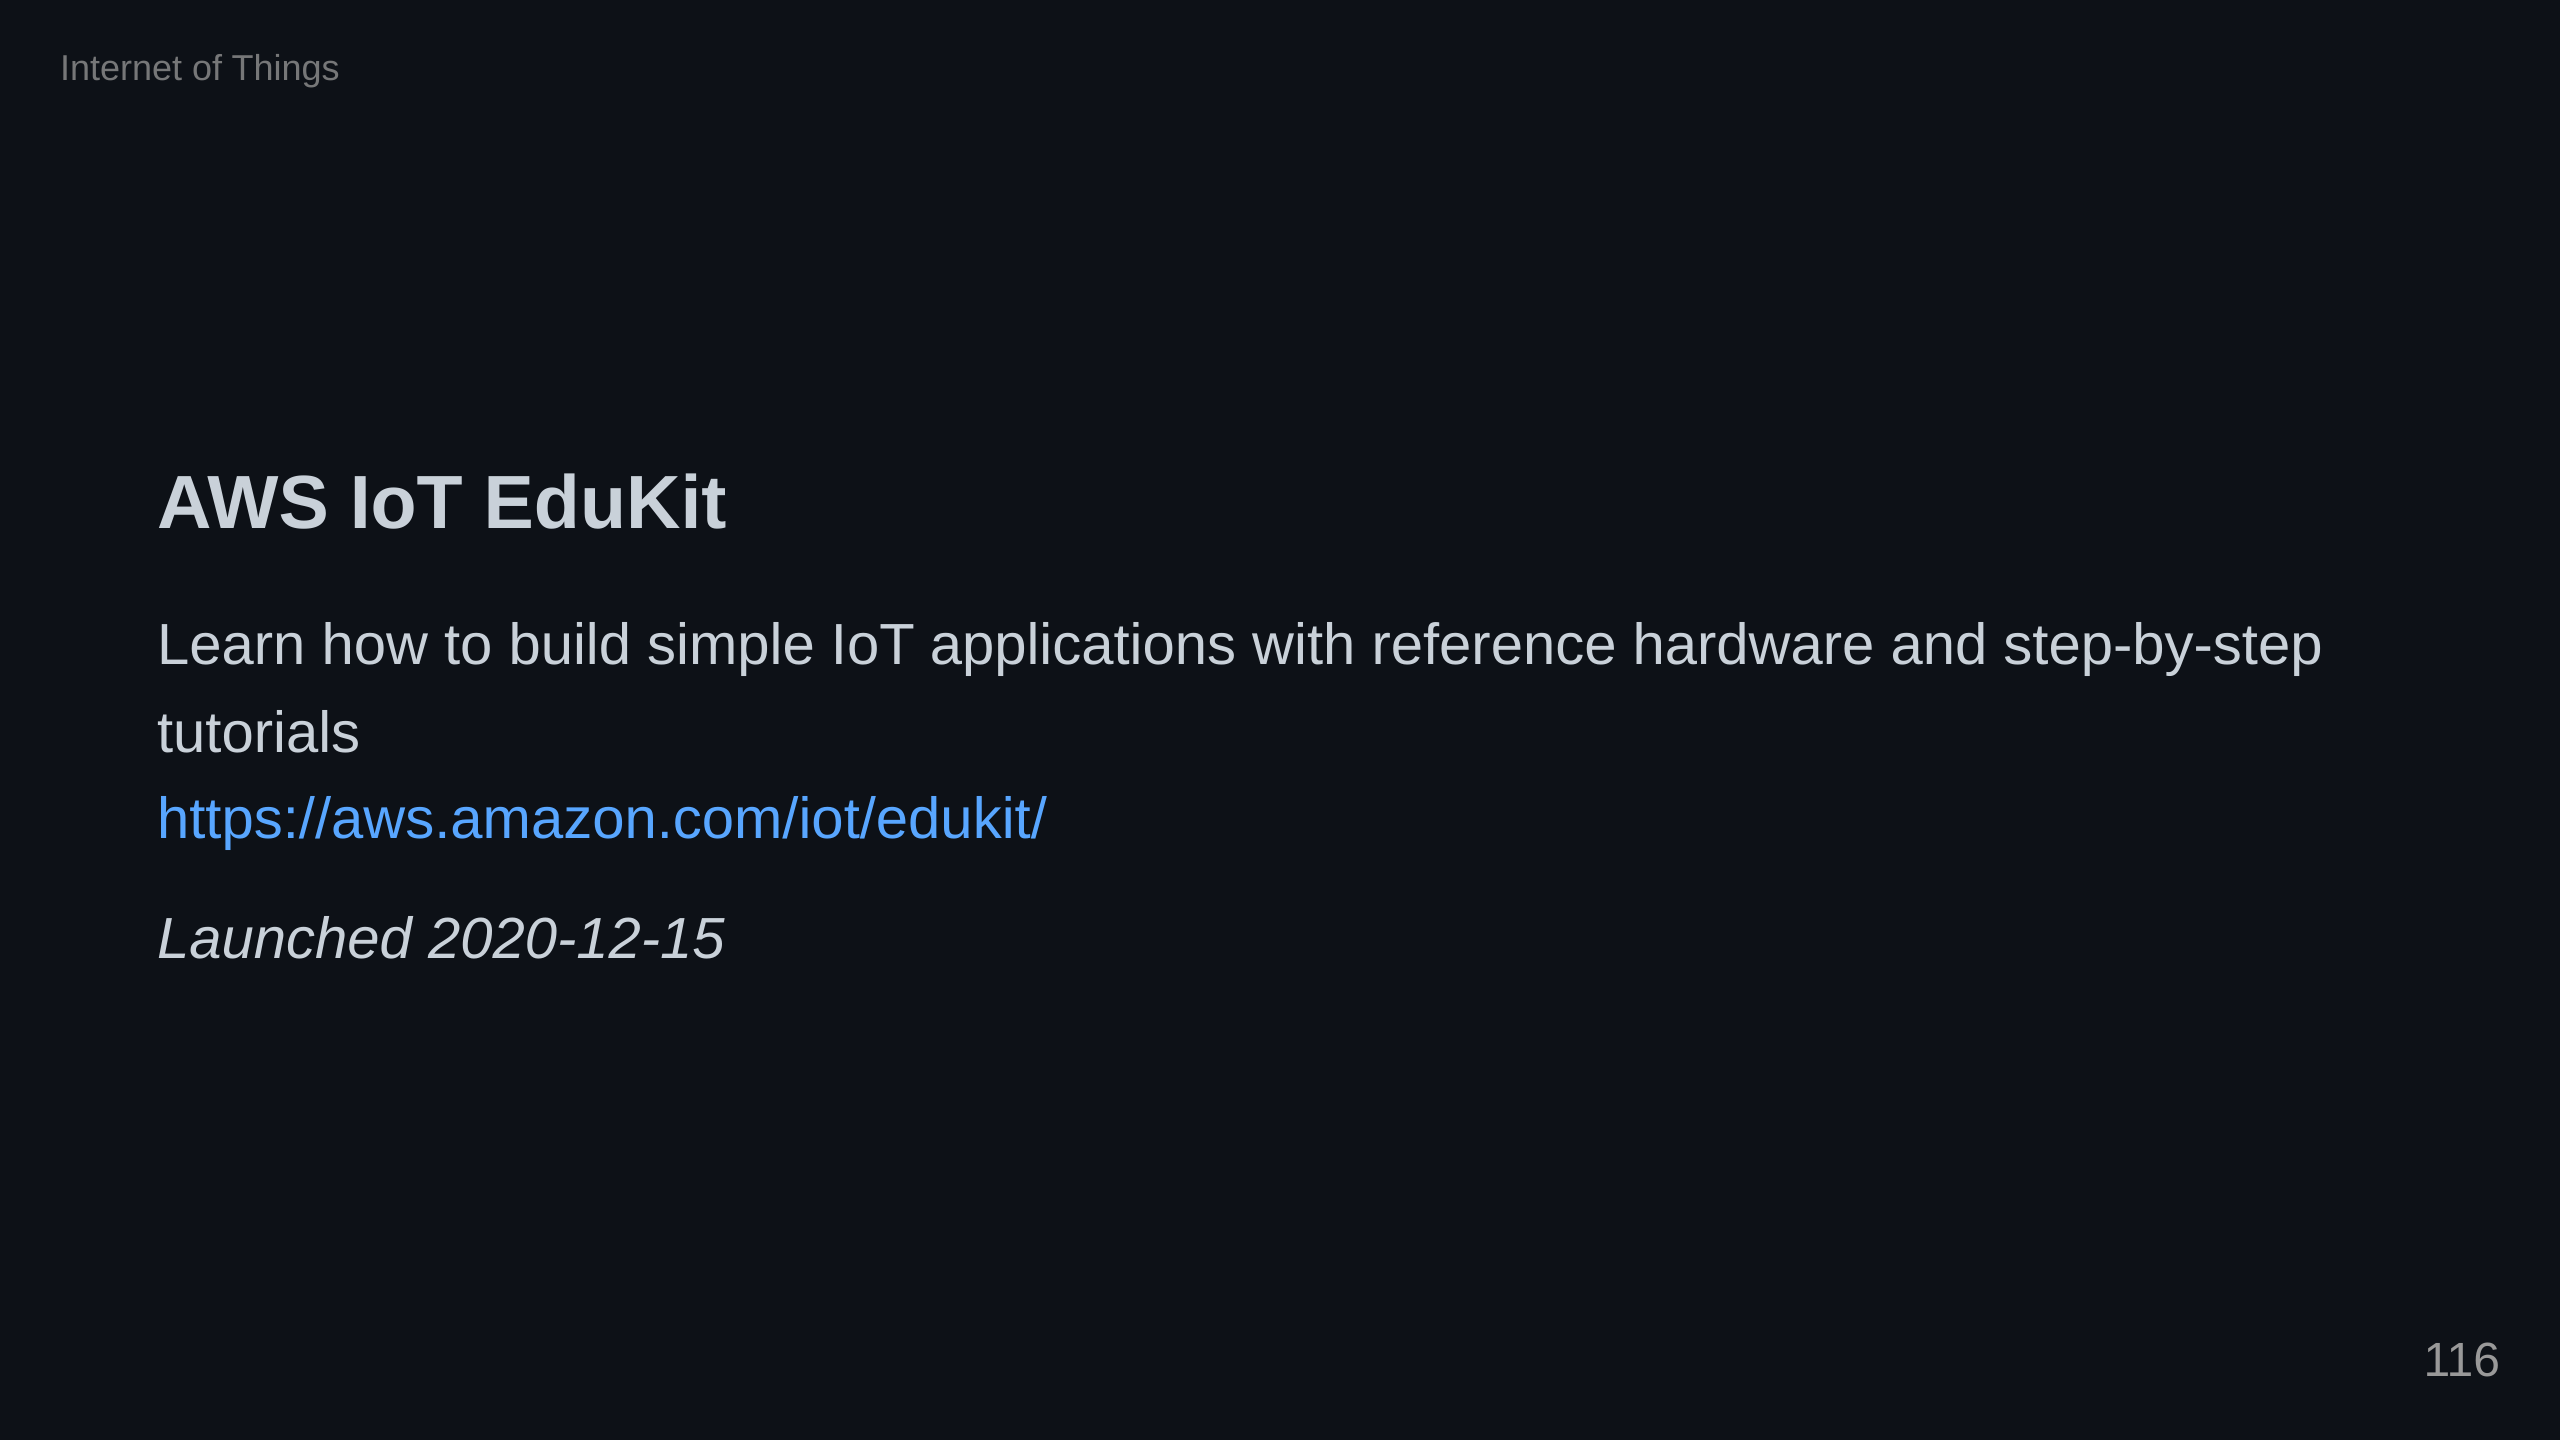 Internet of Things
AWS IoT EduKit
Learn how to build simple IoT applications with reference hardware and step-by-step
tutorials
https://aws.amazon.com/iot/edukit/
Launched 2020-12-15
116